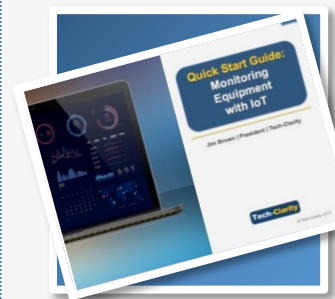 Quick Start Guide:
Monitoring
Equipment
with IoT
Jim Brown | President | Tech-Clarity
Tech-Clarity